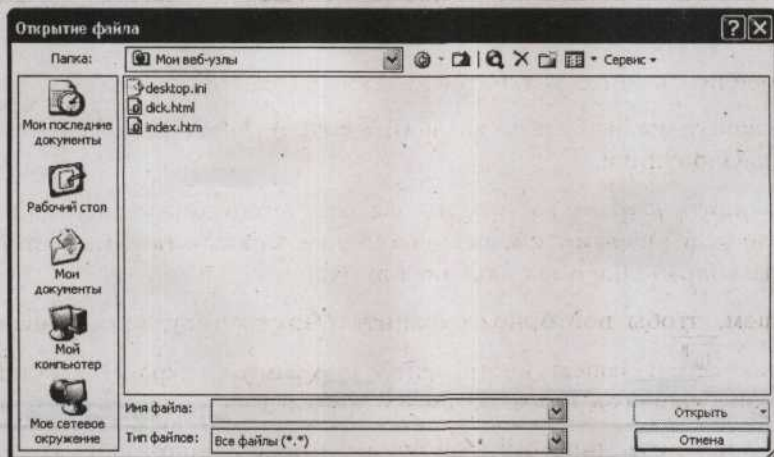 Открытие файла
Папка: Мои веб-узлы Сервис
desktop.ini
dick.html
index.htm
Мои последние документы
Рабочий стол
Мои документы
Мой компьютер
Мое сетевое окружение
Имя файла: Открыть
Тип файлов: Все файлы (*.*) Отмена